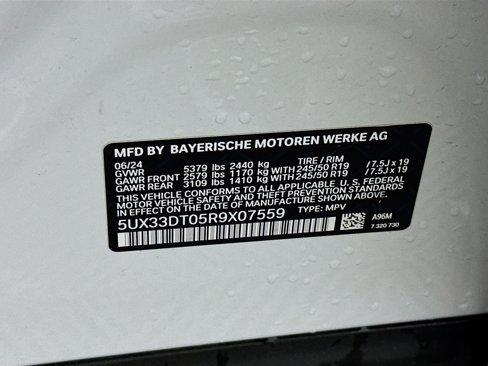 MFD BY BAYERISCHE MOTOREN WERKE AG
06/24 TIRE / RIM
GVWR 5379 lbs 2440 kg
GAWR FRONT 2579 lbs 1170 kg WITH 245/50 R19 / 7.5J x 19
GAWR REAR 3109 lbs 1410 kg WITH 245/50 R19 / 7.5J x 19
THIS VEHICLE CONFORMS TO ALL APPLICABLE U. S. FEDERAL
MOTOR VEHICLE SAFETY AND THEFT PREVENTION STANDARDS
IN EFFECT ON THE DATE OF MANUFACTURE SHOWN ABOVE.
5UX33DT05R9X07559 TYPE: MPV
A96M
7 320 730